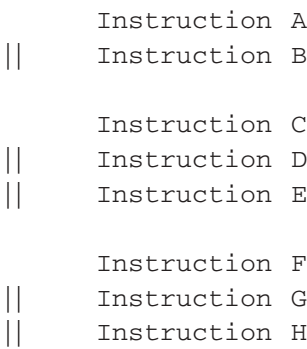 Instruction A
|| Instruction B
Instruction C
|| Instruction D
|| Instruction E
Instruction F
|| Instruction G
|| Instruction H